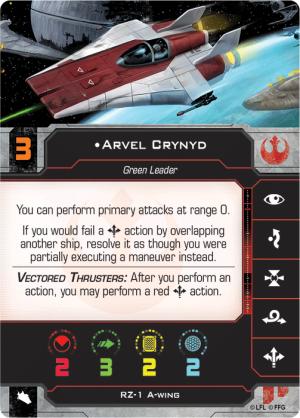 3
•Arvel Crynyd
Green Leader
You can perform primary attacks at range 0.
If you would fail a action by overlapping
another ship, resolve it as though you were
partially executing a maneuver instead.
Vectored Thrusters: After you perform an
action, you may perform a red action.
2 3 2 2
RZ-1 A-wing
©LFL ©FFG